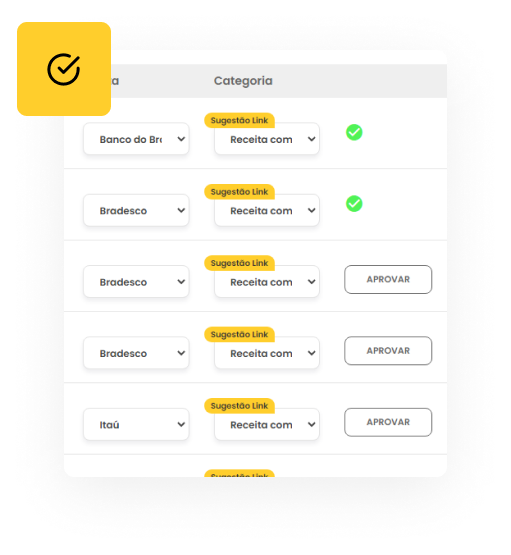 a Categoria
Sugestão Link
Banco do Br Receita com
Sugestão Link
Bradesco Receita com
Sugestão Link
Bradesco Receita com APROVAR
Sugestão Link
Bradesco Receita com APROVAR
Sugestão Link
Itaú Receita com APROVAR
Sugestão Link